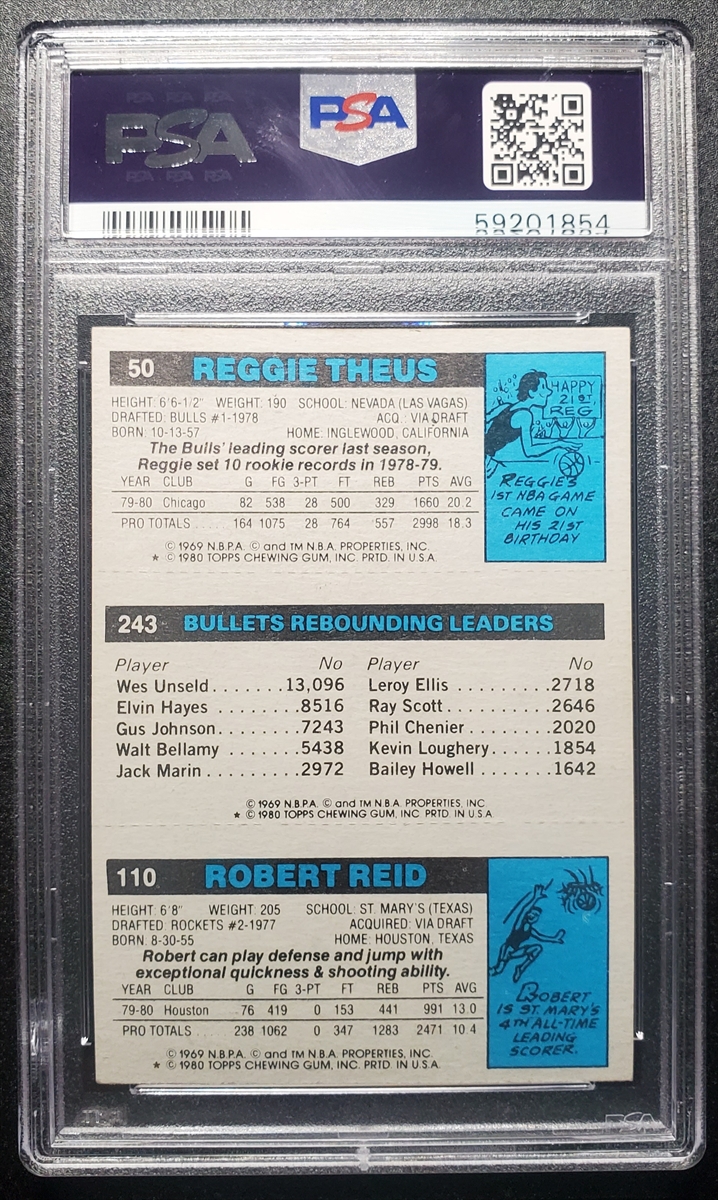 PSA
PSA
59201854
50 REGGIE THEUS
HEIGHT: 6'6-1/2" WEIGHT: 190 SCHOOL: NEVADA (LAS VAGAS)
DRAFTED: BULLS #1-1978 ACQ.: VIA DRAFT
BORN: 10-13-57 HOME: INGLEWOOD, CALIFORNIA
The Bulls' leading scorer last season,
Reggie set 10 rookie records in 1978-79.
YEAR CLUB G FG 3-PT FT REB PTS AVG
79-80 Chicago 82 538 28 500 329 1660 20.2
PRO TOTALS ..... 164 1075 28 764 557 2998 18.3
© 1969 N.B.P.A. © and TM N.B.A. PROPERTIES, INC.
★ © 1980 TOPPS CHEWING GUM, INC. PRTD. IN U.S.A.
HAPPY
21ST
REG
REGGIE'S
1ST NBA GAME
CAME ON
HIS 21ST
BIRTHDAY
243 BULLETS REBOUNDING LEADERS
Player No Player No
Wes Unseld.......13,096 Leroy Ellis .........2718
Elvin Hayes .......8516 Ray Scott..........2646
Gus Johnson.......7243 Phil Chenier ........2020
Walt Bellamy .......5438 Kevin Loughery......1854
Jack Marin .........2972 Bailey Howell .......1642
© 1969 N.B.P.A. © and TM N.B.A. PROPERTIES, INC
★ © 1980 TOPPS CHEWING GUM, INC PRTD. IN U.S.A
110 ROBERT REID
HEIGHT: 6'8" WEIGHT: 205 SCHOOL: ST. MARY'S (TEXAS)
DRAFTED: ROCKETS #2-1977 ACQUIRED: VIA DRAFT
BORN: 8-30-55 HOME: HOUSTON, TEXAS
Robert can play defense and jump with
exceptional quickness & shooting ability.
YEAR CLUB G FG 3-PT FT REB PTS AVG
79-80 Houston 76 419 0 153 441 991 13.0
PRO TOTALS ..... 238 1062 0 347 1283 2471 10.4
© 1969 N.B.P.A. © and TM N.B.A. PROPERTIES, INC.
★ © 1980 TOPPS CHEWING GUM, INC. PRTD. IN U.S.A.
ROBERT
IS ST. MARY'S
4TH ALL-TIME
LEADING
SCORER.
PSA